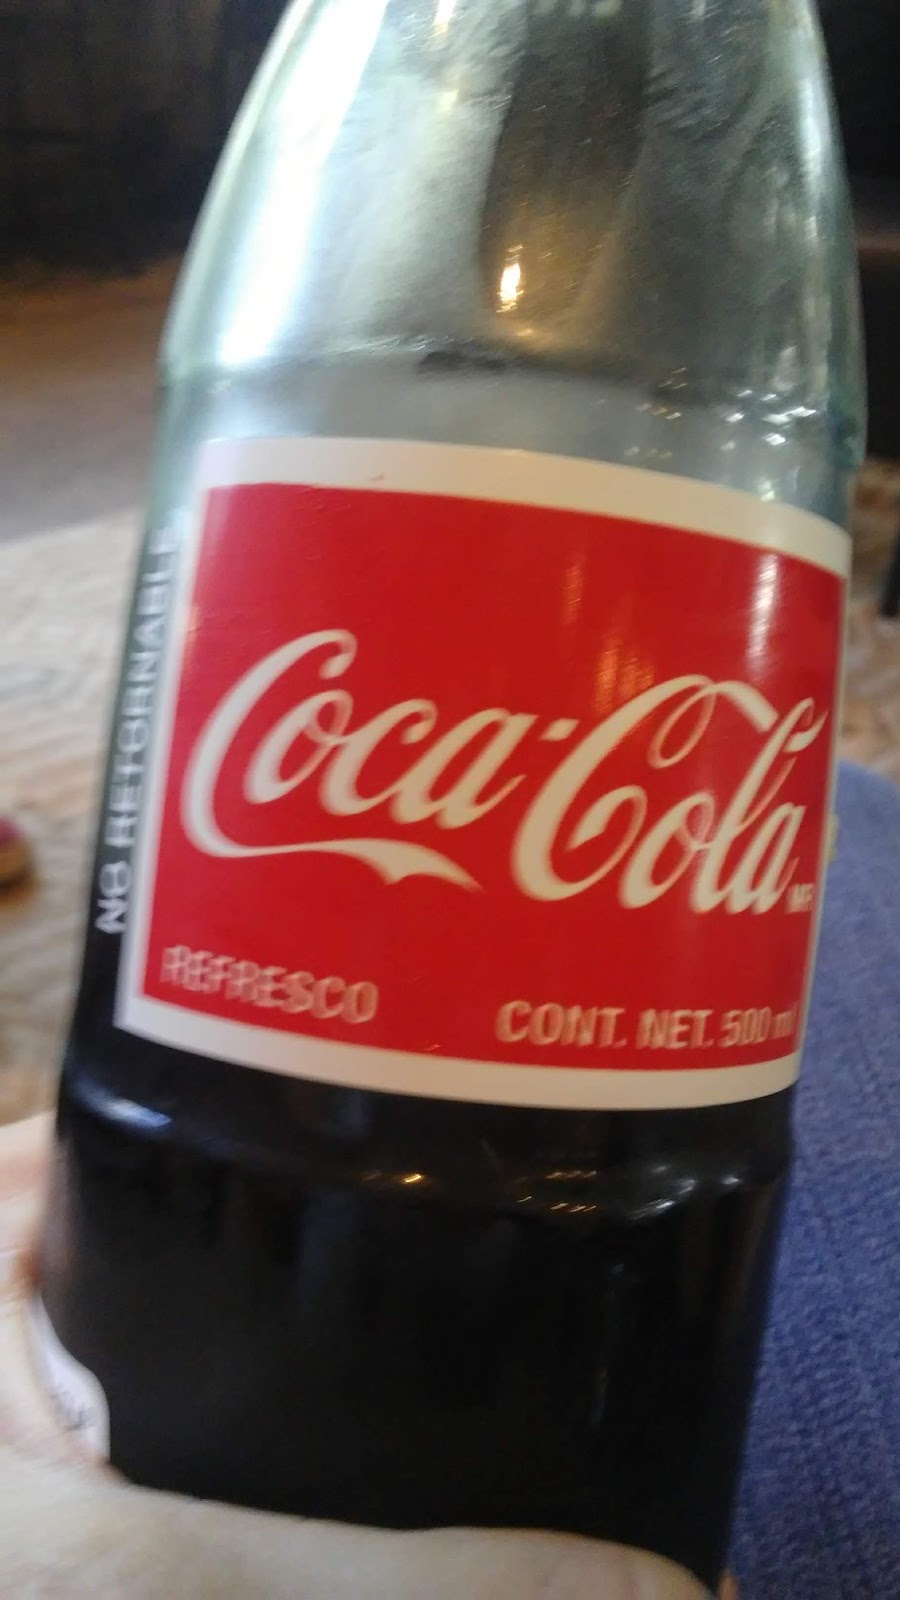 NO RETORNABLE
Coca-Cola MR
REFRESCO
CONT. NET. 500 ml